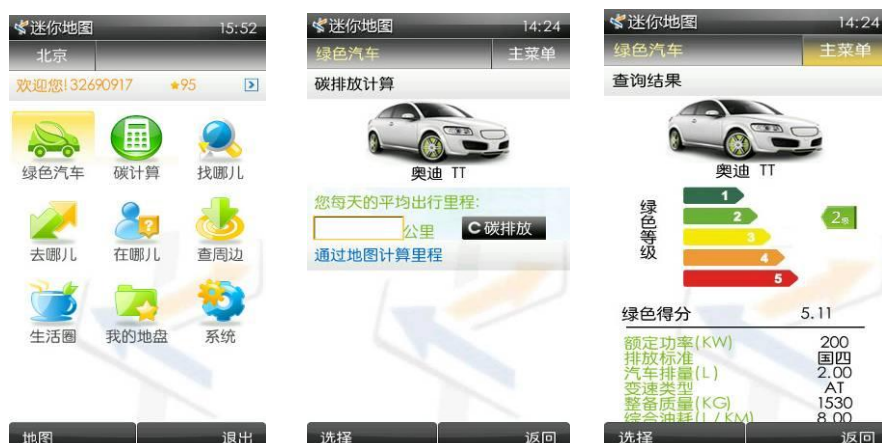 迷你地图 15:52
北京
欢迎您!32690917 ★95
绿色汽车 碳计算 找哪儿
去哪儿 在哪儿 查周边
生活圈 我的地盘 系统
地图 退出
迷你地图 14:24
绿色汽车 主菜单
碳排放计算
奥迪 TT
您每天的平均出行里程:
公里 C碳排放
通过地图计算里程
选择 返回
迷你地图 14:24
绿色汽车 主菜单
查询结果
奥迪 TT
绿色等级
1
2
3
4
5
2等
绿色得分 5.11
额定功率(KW) 200
排放标准 国四
汽车排量(L) 2.00
变速类型 AT
整备质量(KG) 1530
综合油耗(L/KM) 8.00
选择 返回